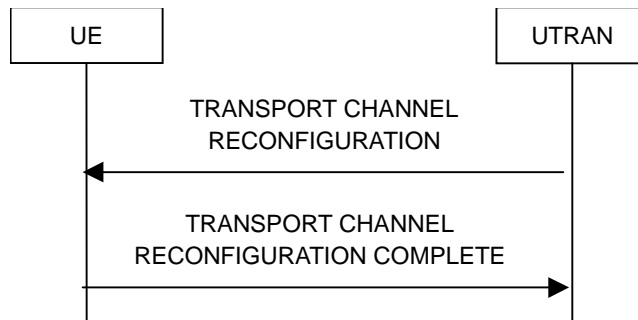 UE
UTRAN
TRANSPORT CHANNEL
RECONFIGURATION
TRANSPORT CHANNEL
RECONFIGURATION COMPLETE